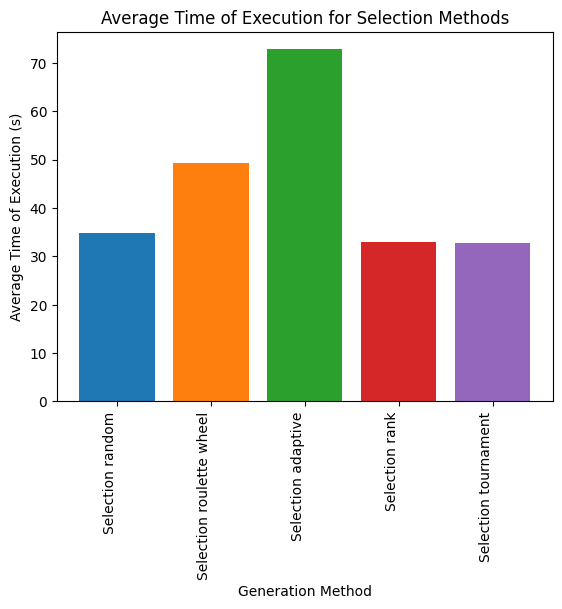 Average Time of Execution for Selection Methods
Average Time of Execution (s)
70
60
50
40
30
20
10
0
Selection random
Selection roulette wheel
Selection adaptive
Selection rank
Selection tournament
Generation Method